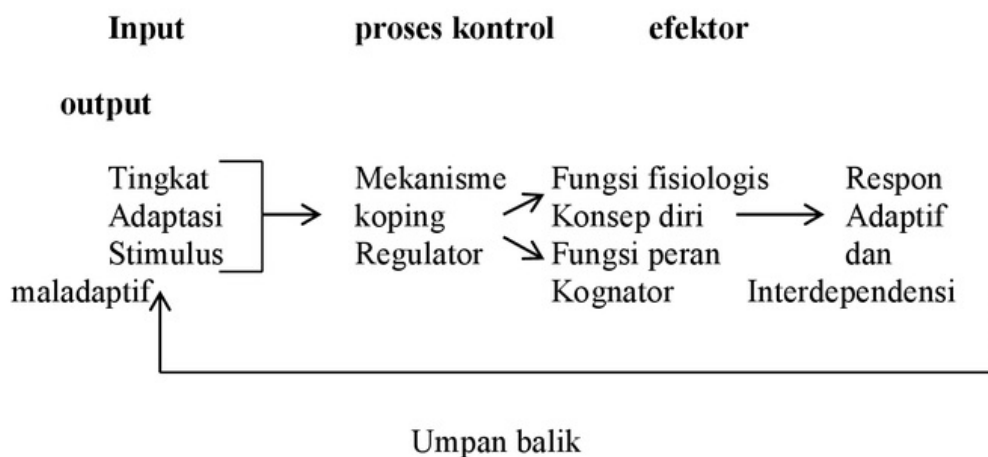 Input proses kontrol efektor
output
Tingkat Mekanisme Fungsi fisiologis Respon
Adaptasi koping Konsep diri Adaptif
Stimulus Regulator Fungsi peran dan
maladaptif Kognator Interdependensi
Umpan balik